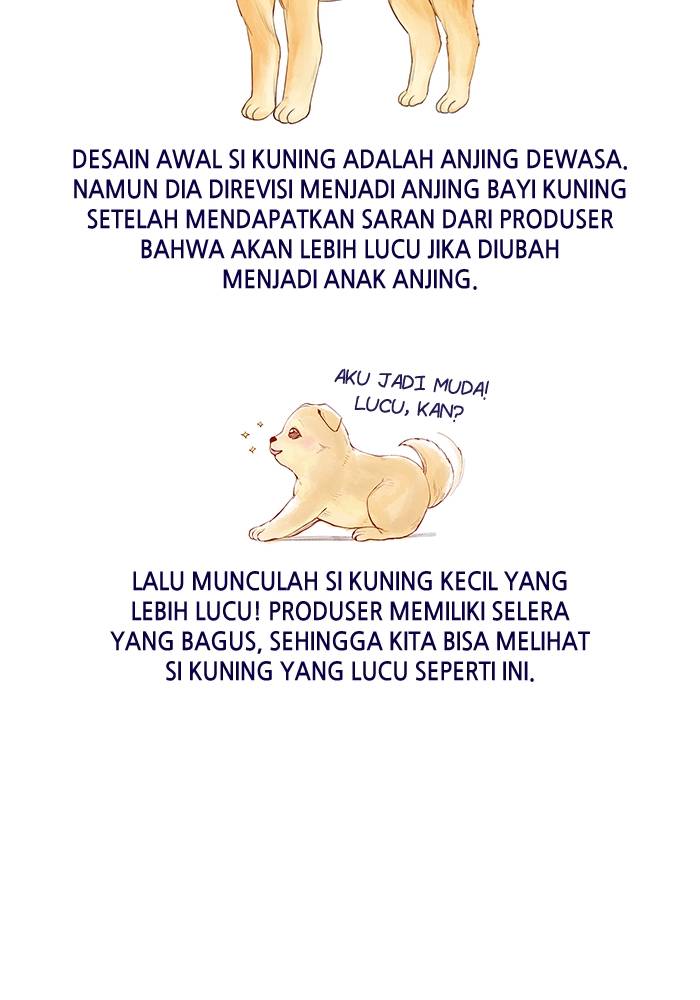 DESAIN AWAL SI KUNING ADALAH ANJING DEWASA.
NAMUN DIA DIREVISI MENJADI ANJING BAYI KUNING
SETELAH MENDAPATKAN SARAN DARI PRODUSER
BAHWA AKAN LEBIH LUCU JIKA DIUBAH
MENJADI ANAK ANJING.
AKU JADI MUDA!
LUCU, KAN?
LALU MUNCULAH SI KUNING KECIL YANG
LEBIH LUCU! PRODUSER MEMILIKI SELERA
YANG BAGUS, SEHINGGA KITA BISA MELIHAT
SI KUNING YANG LUCU SEPERTI INI.